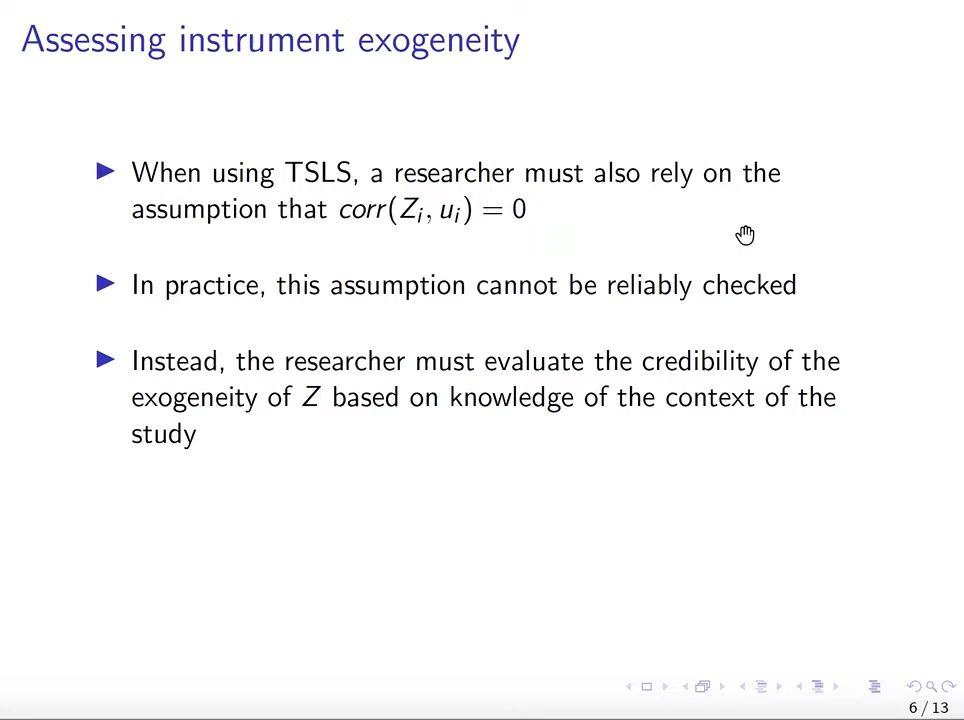 Assessing instrument exogeneity
When using TSLS, a researcher must also rely on the
assumption that corr(Zᵢ, uᵢ) = 0
In practice, this assumption cannot be reliably checked
Instead, the researcher must evaluate the credibility of the
exogeneity of Z based on knowledge of the context of the
study
6 / 13